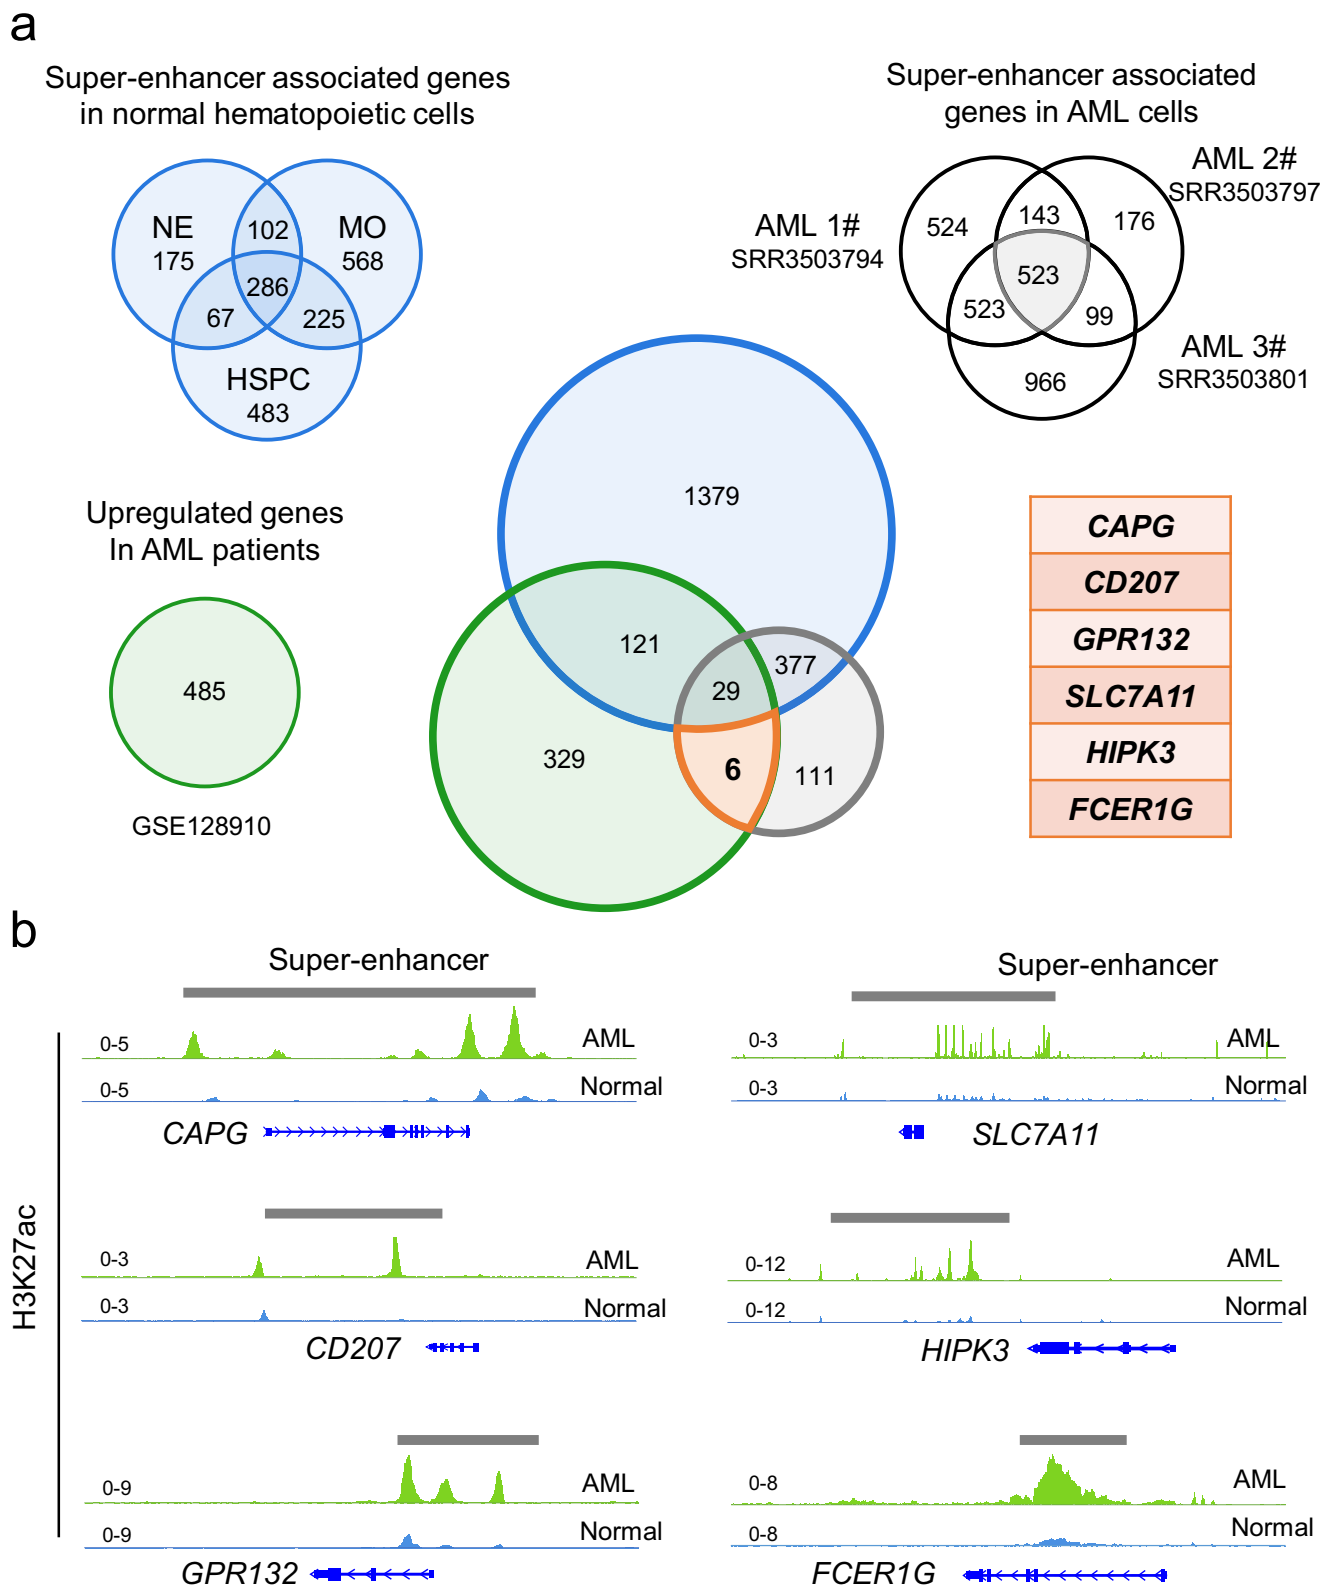 a
Super-enhancer associated genes
in normal hematopoietic cells
NE
175
102
MO
568
286
67
225
HSPC
483
Super-enhancer associated
genes in AML cells
AML 1#
SRR3503794
AML 2#
SRR3503797
524
143
176
523
523
99
966
AML 3#
SRR3503801
Upregulated genes
In AML patients
485
GSE128910
1379
121
377
29
329
6
111
CAPG
CD207
GPR132
SLC7A11
HIPK3
FCER1G
b
H3K27ac
Super-enhancer
0-5
AML
0-5
Normal
CAPG
0-3
AML
0-3
Normal
CD207
0-9
AML
0-9
Normal
GPR132
Super-enhancer
0-3
AML
0-3
Normal
SLC7A11
0-12
AML
0-12
Normal
HIPK3
0-8
AML
0-8
Normal
FCER1G